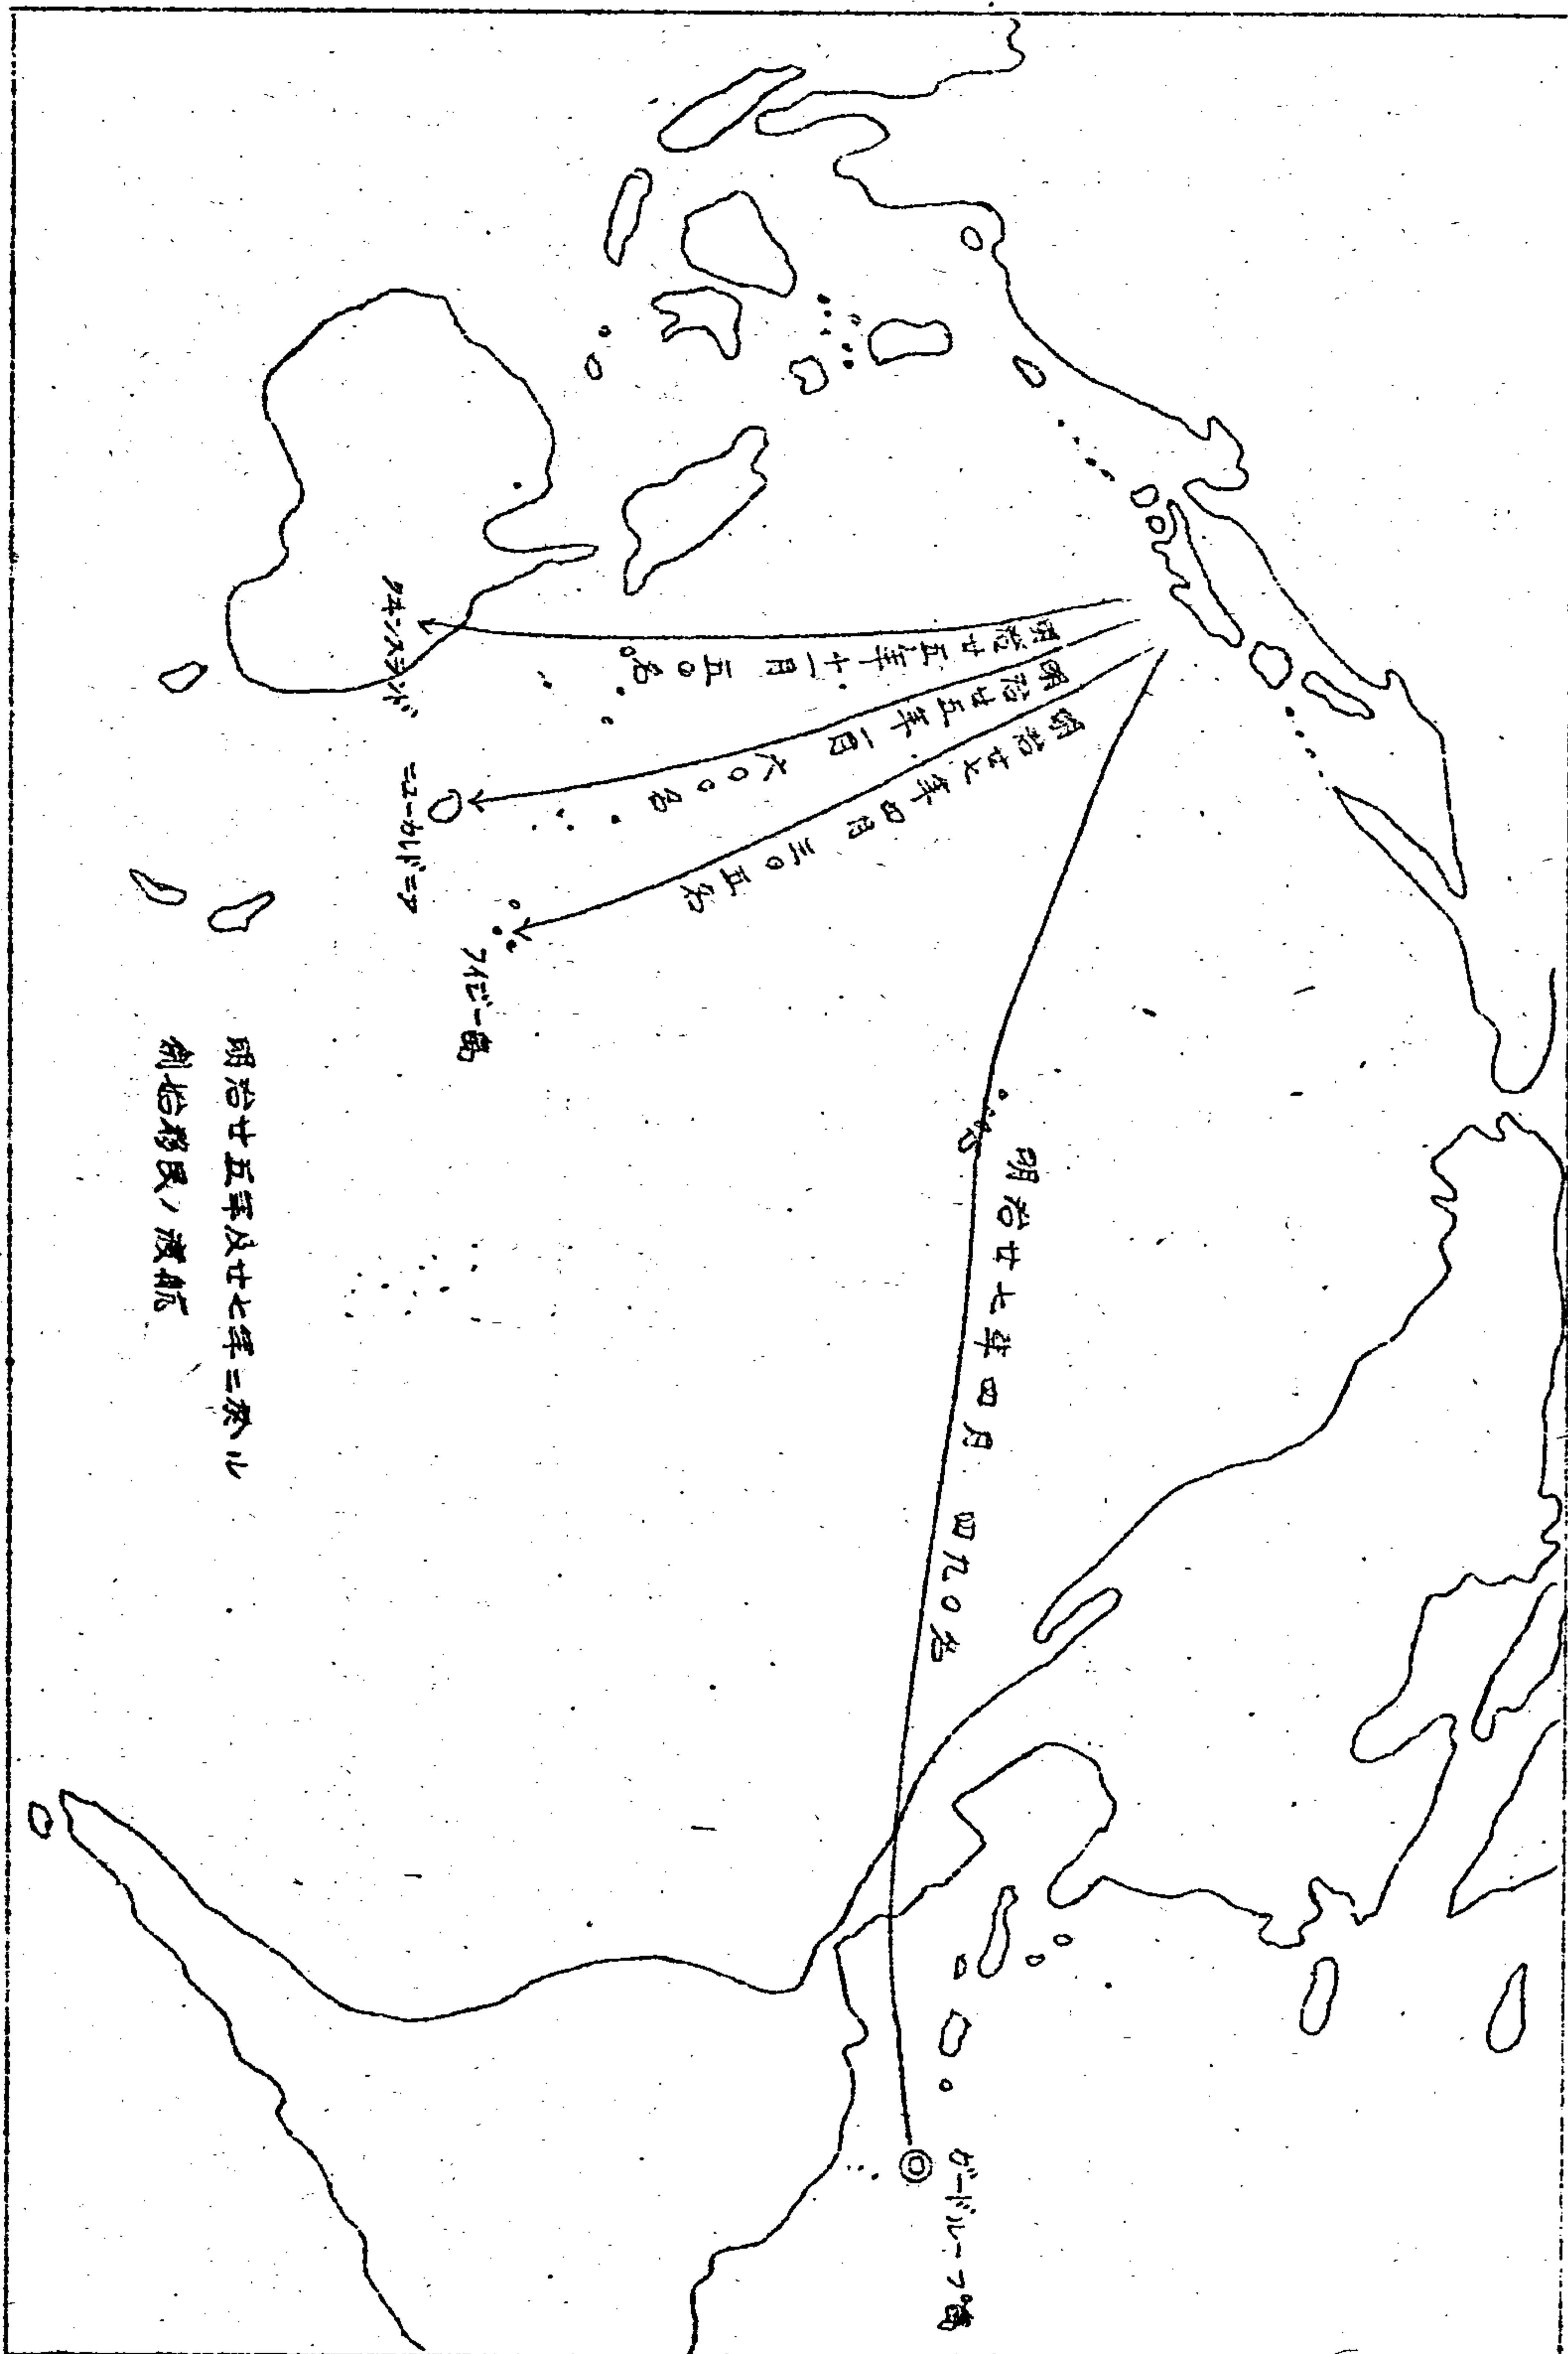 明治廿五年十一月 五〇名
クヰンスランド
明治廿五年一月 六〇〇名
ニューカレドニア
明治廿七年四月 三〇五名
フイビー島
明治廿七年四月 四九〇名
ガードループ島
明治廿五年及廿七年ニ於ル
創始移民ノ渡航